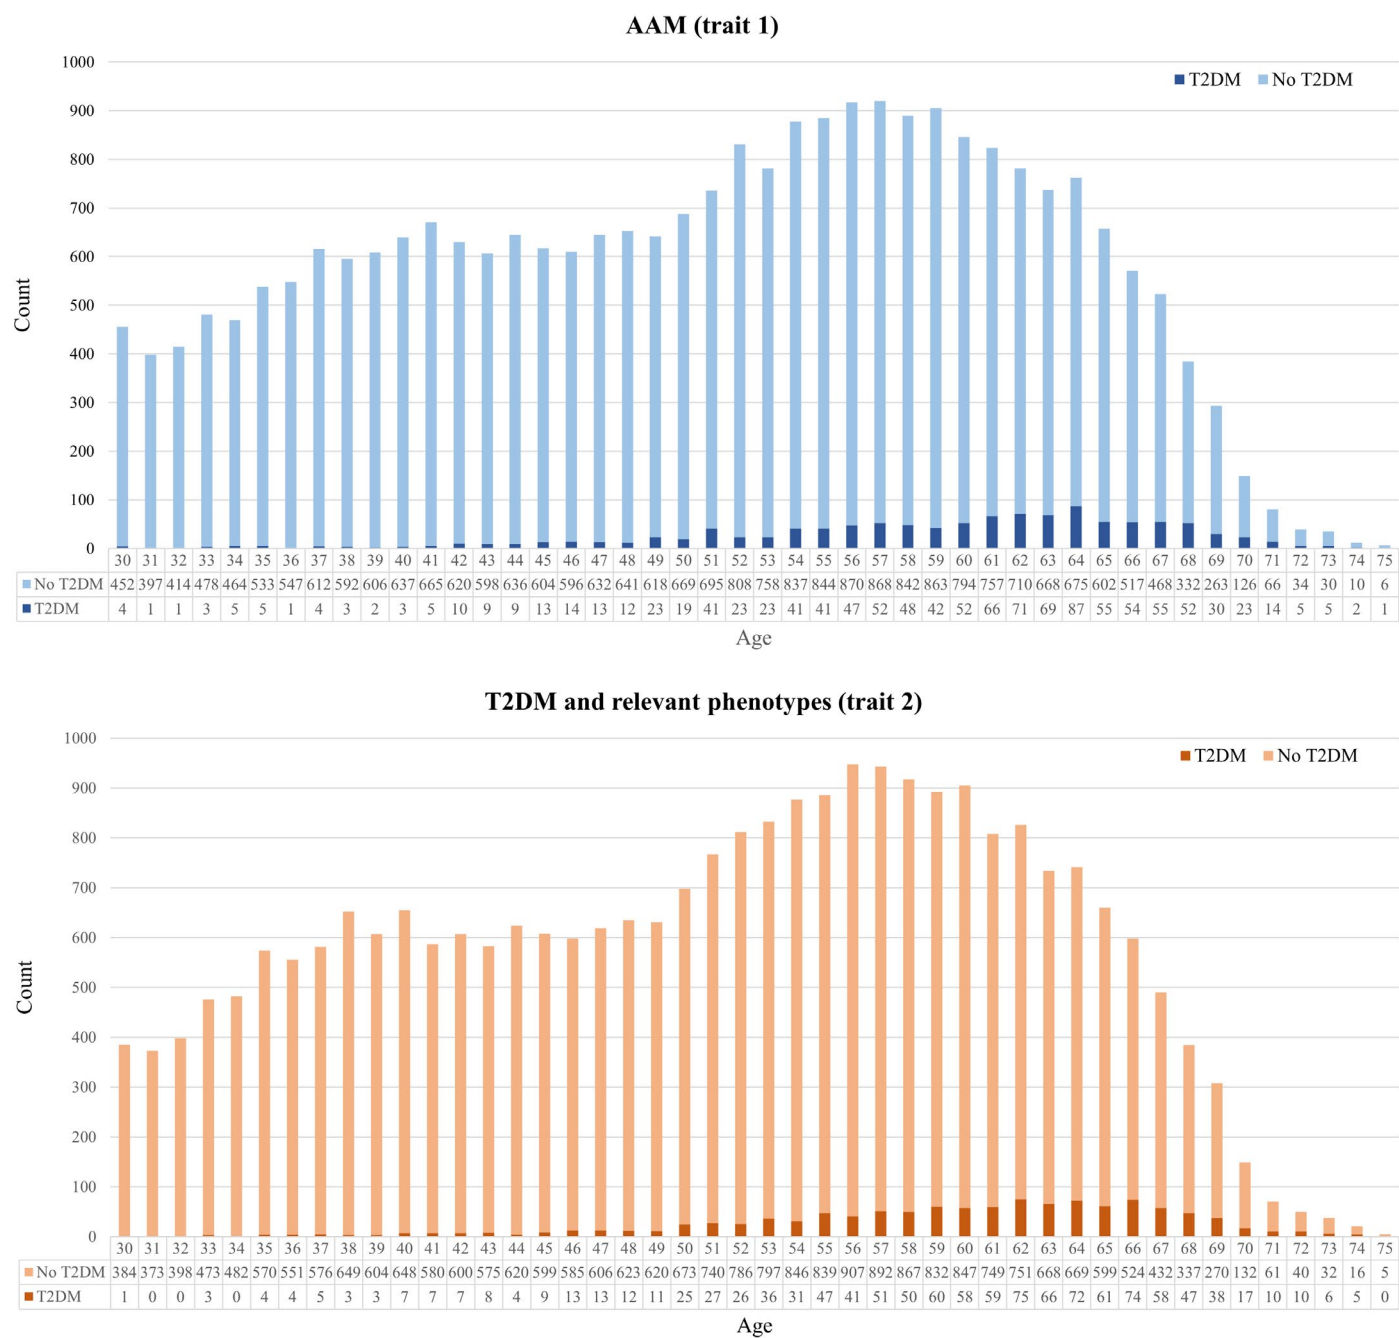 AAM (trait 1)
T2DM No T2DM
1000
900
800
700
600
500
400
300
200
100
0
Count
30 31 32 33 34 35 36 37 38 39 40 41 42 43 44 45 46 47 48 49 50 51 52 53 54 55 56 57 58 59 60 61 62 63 64 65 66 67 68 69 70 71 72 73 74 75
No T2DM 452 397 414 478 464 533 547 612 592 606 637 665 620 598 636 604 596 632 641 618 669 695 808 758 837 844 870 868 842 863 794 757 710 668 675 602 517 468 332 263 126 66 34 30 10 6
T2DM 4 1 1 3 5 5 1 4 3 2 3 5 10 9 9 13 14 13 12 23 19 41 23 23 41 41 47 52 48 42 52 66 71 69 87 55 54 55 52 30 23 14 5 5 2 1
Age
T2DM and relevant phenotypes (trait 2)
T2DM No T2DM
1000
900
800
700
600
500
400
300
200
100
0
Count
30 31 32 33 34 35 36 37 38 39 40 41 42 43 44 45 46 47 48 49 50 51 52 53 54 55 56 57 58 59 60 61 62 63 64 65 66 67 68 69 70 71 72 73 74 75
No T2DM 384 373 398 473 482 570 551 576 649 604 648 580 600 575 620 599 585 606 623 620 673 740 786 797 846 839 907 892 867 832 847 749 751 668 669 599 524 432 337 270 132 61 40 32 16 5
T2DM 1 0 0 3 0 4 4 5 3 3 7 7 7 8 4 9 13 13 12 11 25 27 26 36 31 47 41 51 50 60 58 59 75 66 72 61 74 58 47 38 17 10 10 6 5 0
Age